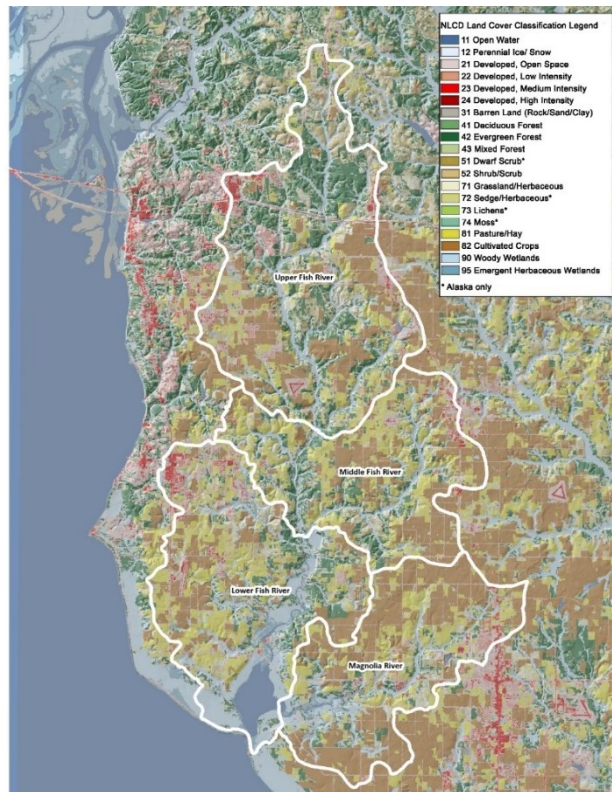 NLCD Land Cover Classification Legend
11 Open Water
12 Perennial Ice/ Snow
21 Developed, Open Space
22 Developed, Low Intensity
23 Developed, Medium Intensity
24 Developed, High Intensity
31 Barren Land (Rock/Sand/Clay)
41 Deciduous Forest
42 Evergreen Forest
43 Mixed Forest
51 Dwarf Scrub*
52 Shrub/Scrub
71 Grassland/Herbaceous
72 Sedge/Herbaceous*
73 Lichens*
74 Moss*
81 Pasture/Hay
82 Cultivated Crops
90 Woody Wetlands
95 Emergent Herbaceous Wetlands
* Alaska only
Upper Fish River
Middle Fish River
Lower Fish River
Magnolia River